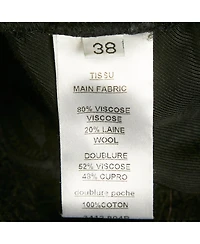 38
TISSU
MAIN FABRIC
80% VISCOSE
VISCOSE
20% LAINE
WOOL
DOUBLURE
52% VISCOSE
48% CUPRO
doublure poche
100%COTON